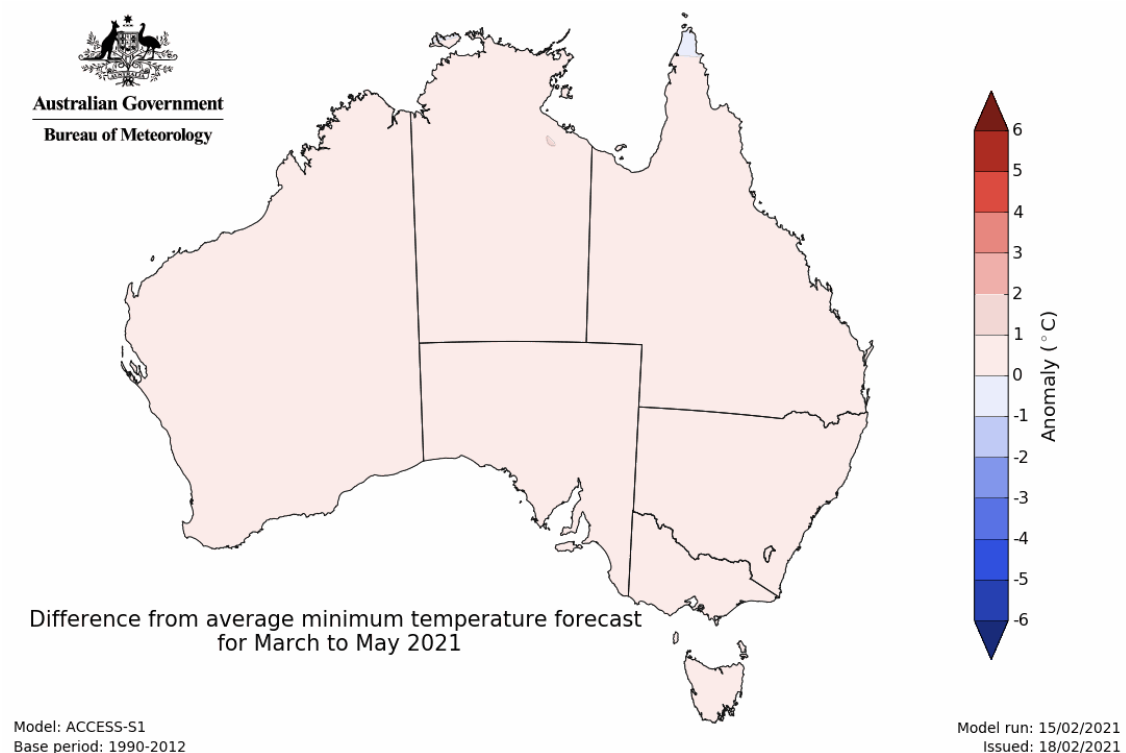 Australian Government
Bureau of Meteorology
6
5
4
3
2
1
0
-1
-2
-3
-4
-5
-6
Anomaly (°C)
Difference from average minimum temperature forecast
for March to May 2021
Model: ACCESS-S1
Base period: 1990-2012
Model run: 15/02/2021
Issued: 18/02/2021